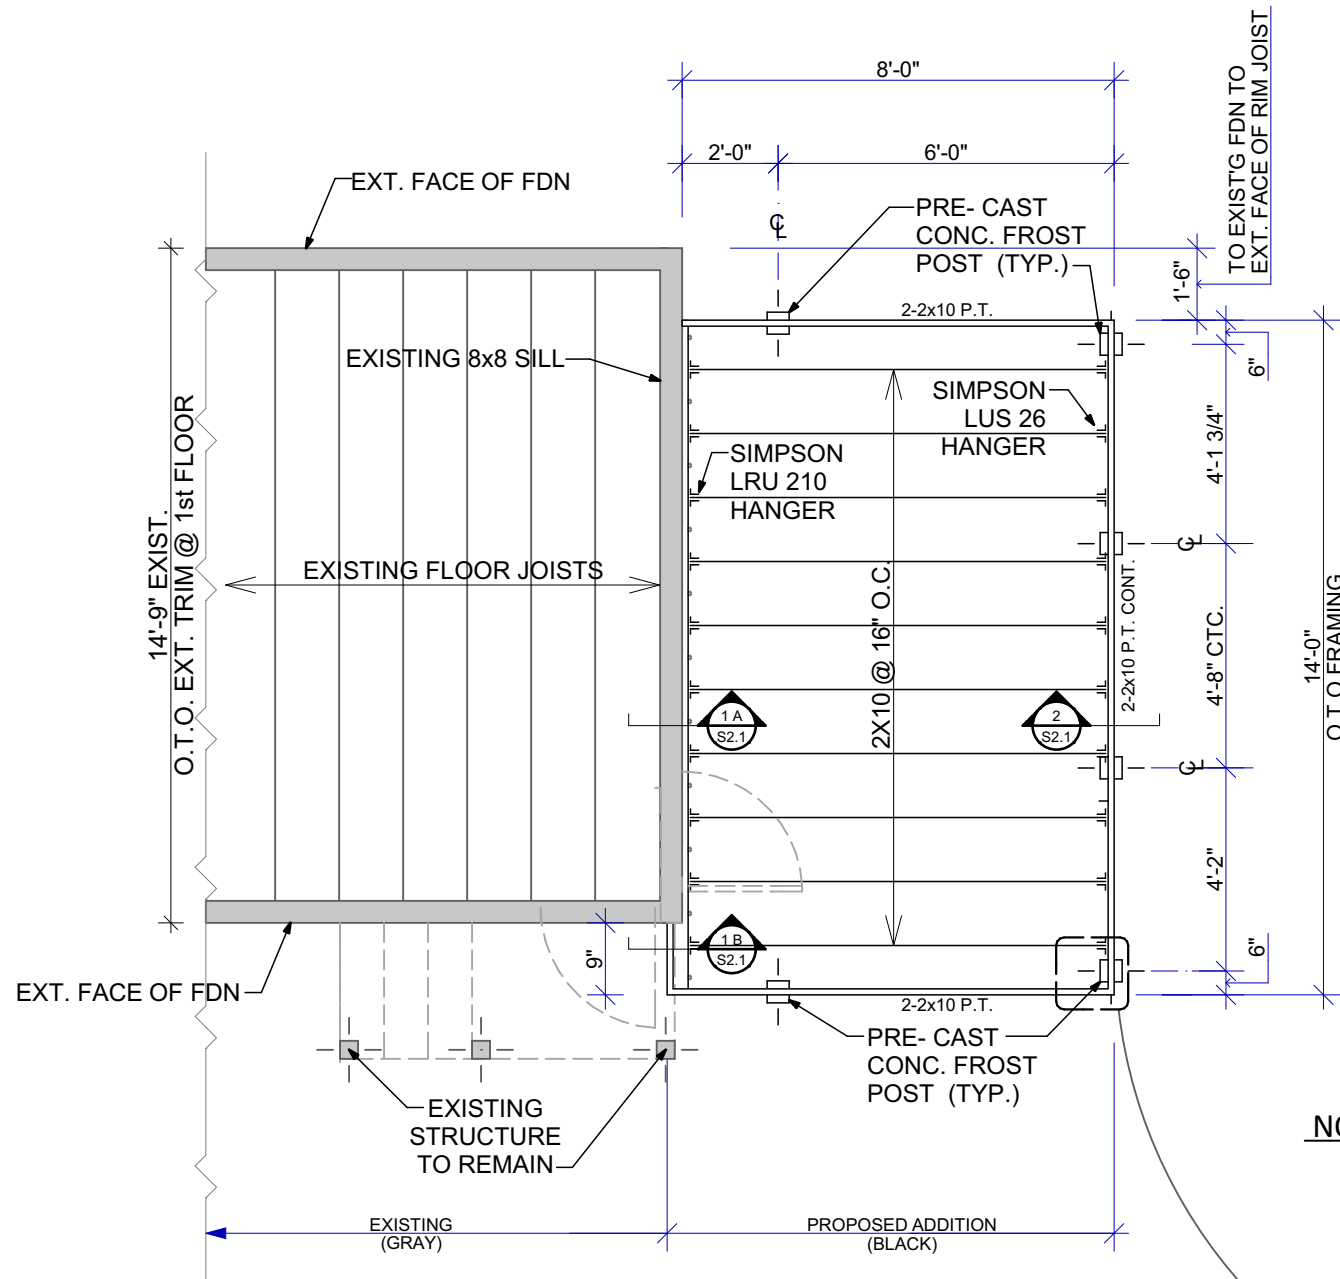 8'-0"
2'-0"
6'-0"
TO EXIST'G FDN TO
EXT. FACE OF RIM JOIST
EXT. FACE OF FDN
CL
PRE- CAST
CONC. FROST
POST (TYP.)
1'-6"
2-2x10 P.T.
6"
EXISTING 8x8 SILL
SIMPSON
LUS 26
HANGER
SIMPSON
LRU 210
HANGER
4'-1 3/4"
14'-9" EXIST.
O.T.O. EXT. TRIM @ 1st FLOOR
EXISTING FLOOR JOISTS
2X10 @ 16" O.C.
CL
2-2x10 P.T. CONT.
4'-8" CTC.
14'-0"
O.T.O FRAMING
1 A
S2.1
2
S2.1
CL
4'-2"
1 B
S2.1
9"
6"
EXT. FACE OF FDN
2-2x10 P.T.
PRE- CAST
CONC. FROST
POST (TYP.)
EXISTING
STRUCTURE
TO REMAIN
EXISTING
(GRAY)
PROPOSED ADDITION
(BLACK)